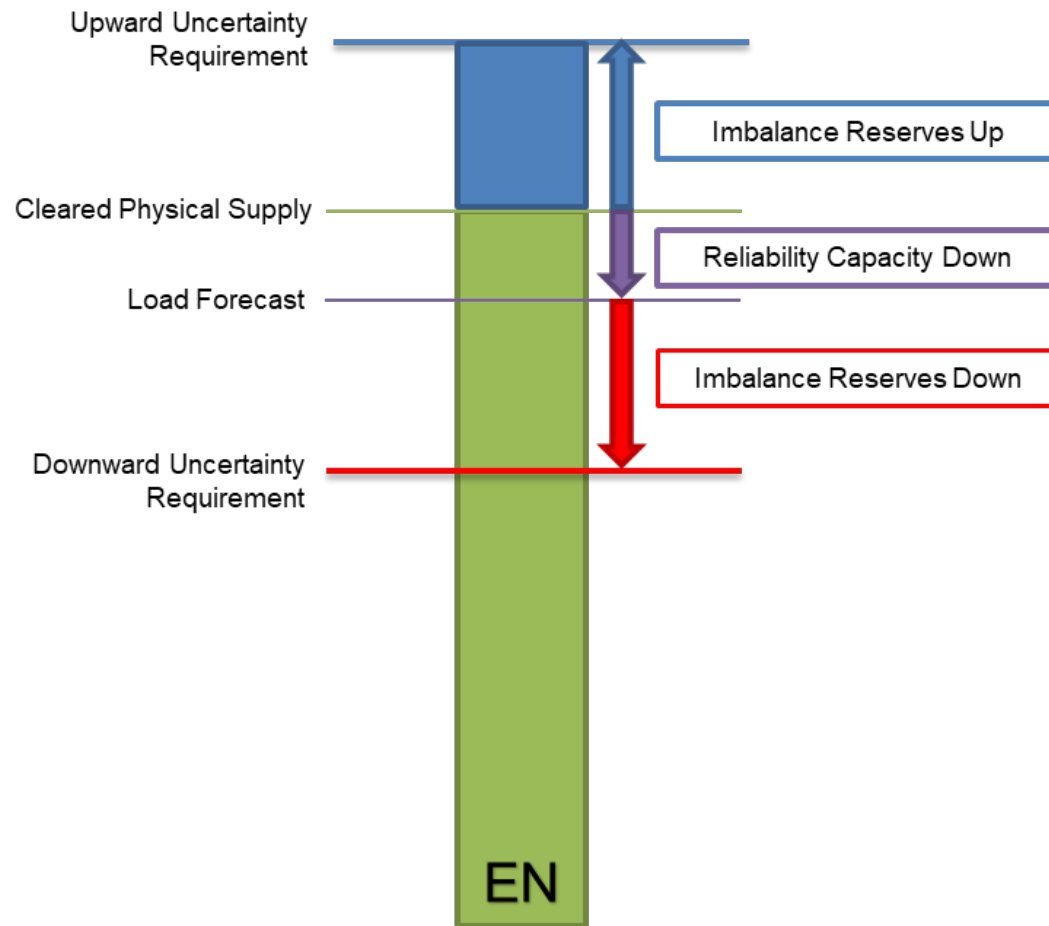 Upward Uncertainty
Requirement
Imbalance Reserves Up
Cleared Physical Supply
Reliability Capacity Down
Load Forecast
Imbalance Reserves Down
Downward Uncertainty
Requirement
EN